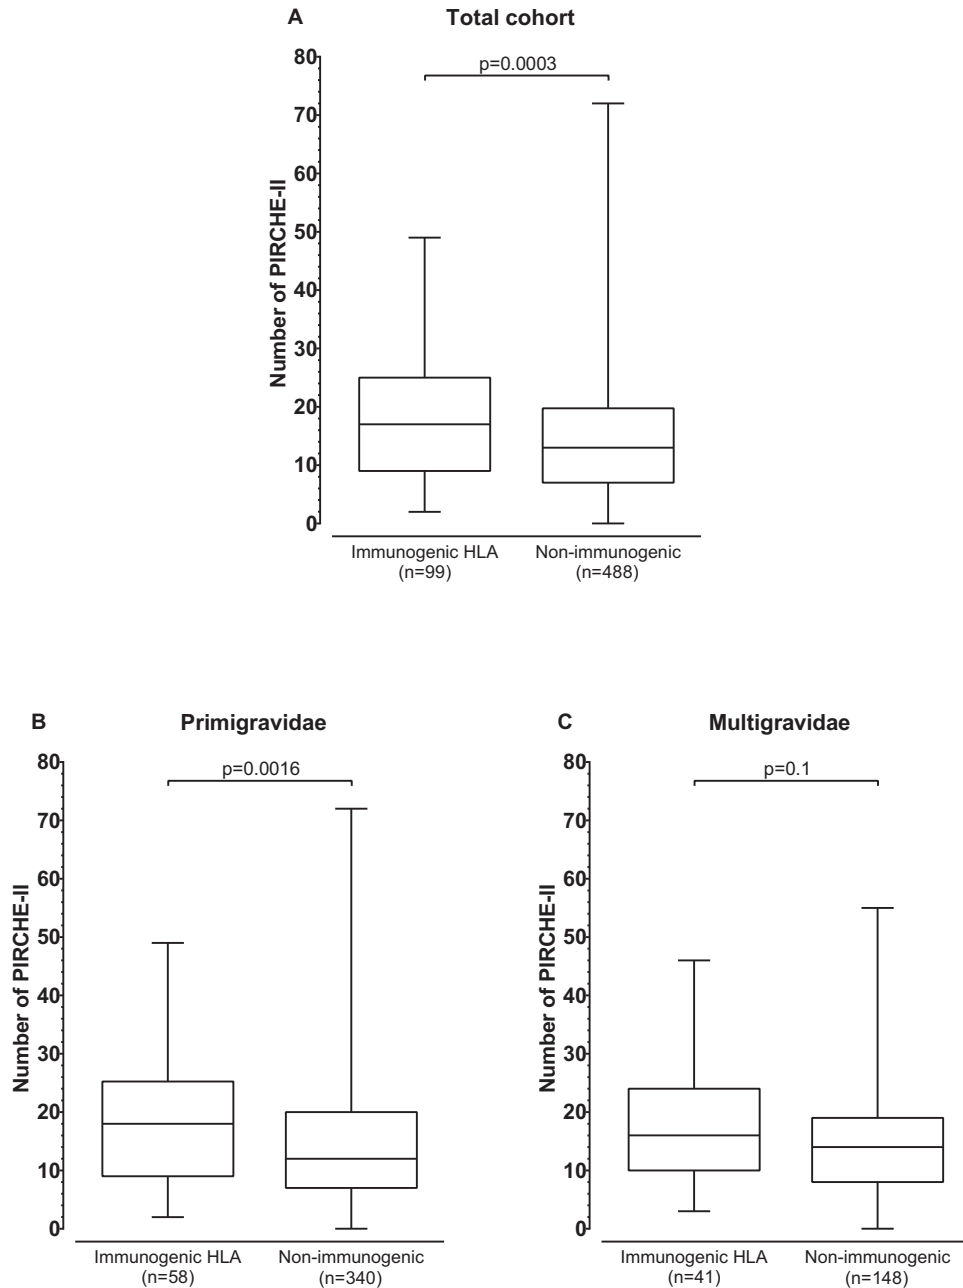 A
Total cohort
p=0.0003
Number of PIRCHE-II
80
70
60
50
40
30
20
10
0
Immunogenic HLA
(n=99)
Non-immunogenic
(n=488)
B
Primigravidae
p=0.0016
Number of PIRCHE-II
80
70
60
50
40
30
20
10
0
Immunogenic HLA
(n=58)
Non-immunogenic
(n=340)
C
Multigravidae
p=0.1
Number of PIRCHE-II
80
70
60
50
40
30
20
10
0
Immunogenic HLA
(n=41)
Non-immunogenic
(n=148)